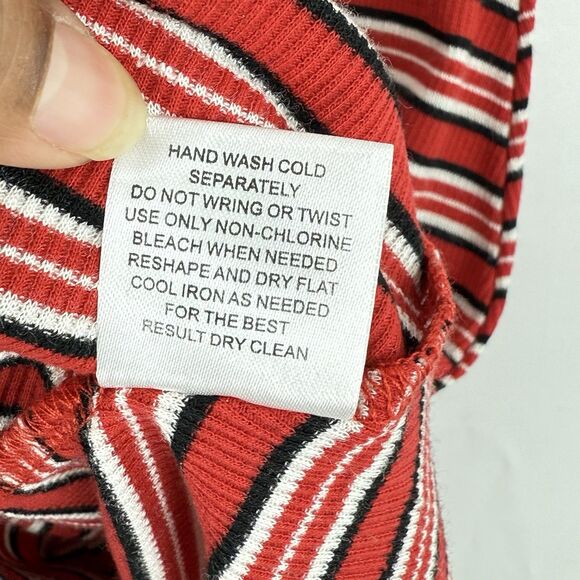 HAND WASH COLD
SEPARATELY
DO NOT WRING OR TWIST
USE ONLY NON-CHLORINE
BLEACH WHEN NEEDED
RESHAPE AND DRY FLAT
COOL IRON AS NEEDED
FOR THE BEST
RESULT DRY CLEAN